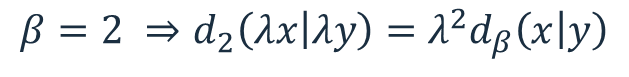 β = 2 ⇒ d₂(λx|λy) = λ²d_β(x|y)